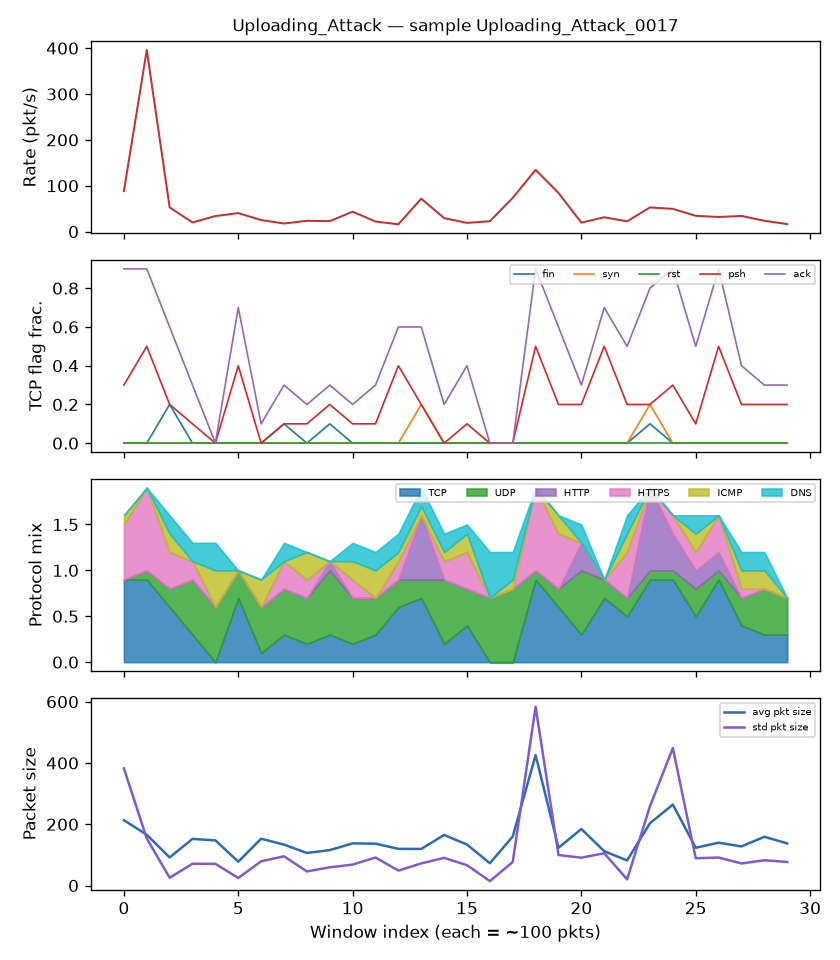 Uploading_Attack — sample Uploading_Attack_0017
Rate (pkt/s)
400
300
200
100
0
TCP flag frac.
0.8
0.6
0.4
0.2
0.0
fin syn rst psh ack
Protocol mix
1.5
1.0
0.5
0.0
TCP UDP HTTP HTTPS ICMP DNS
Packet size
600
400
200
0
avg pkt size
std pkt size
0 5 10 15 20 25 30
Window index (each = ~100 pkts)